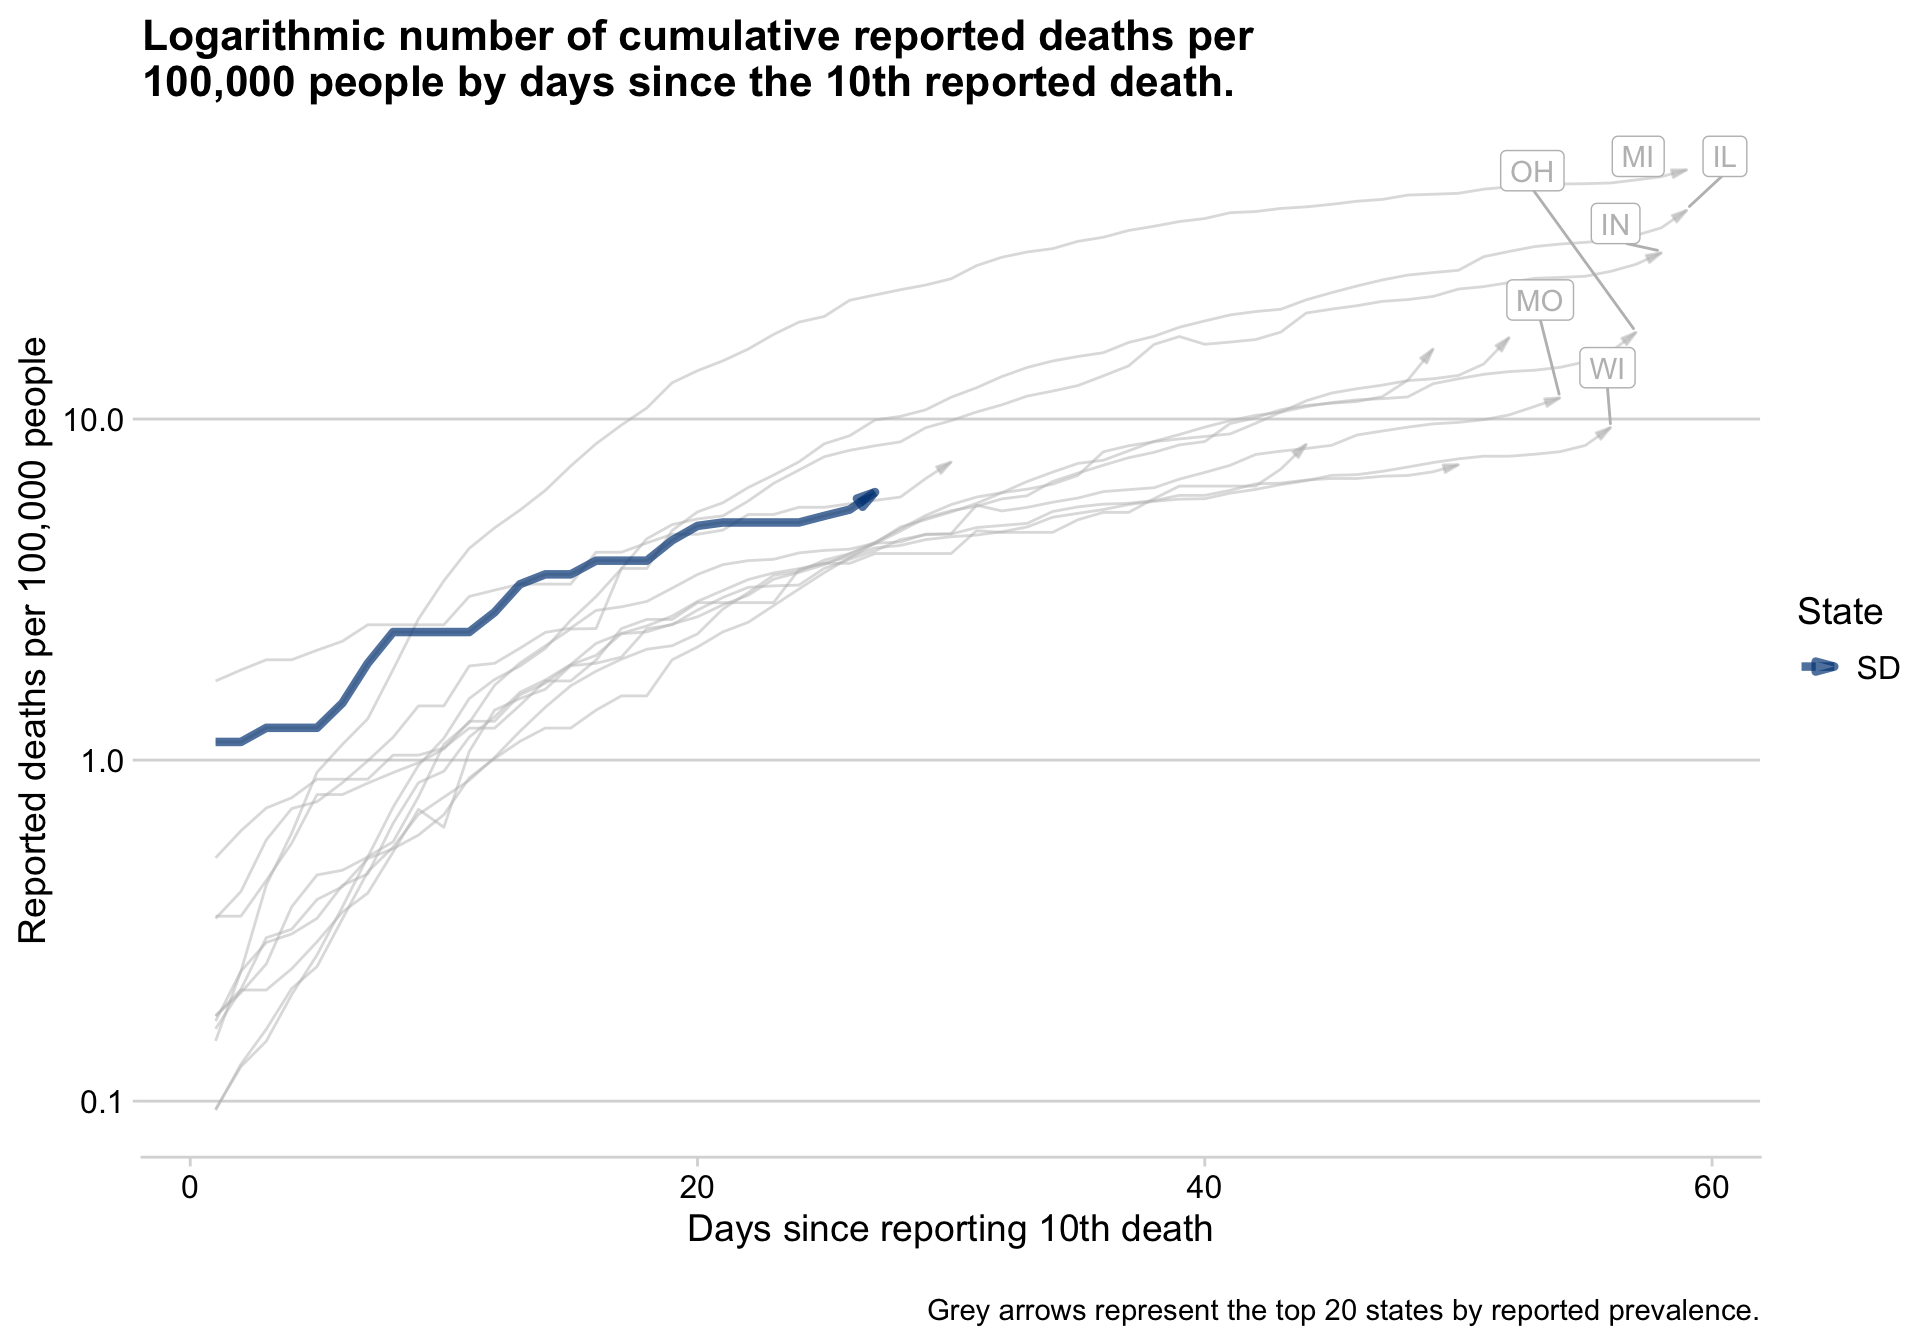 Logarithmic number of cumulative reported deaths per
100,000 people by days since the 10th reported death.
OH
MI
IL
IN
MO
WI
Reported deaths per 100,000 people
10.0
1.0
0.1
State
SD
0
20
40
60
Days since reporting 10th death
Grey arrows represent the top 20 states by reported prevalence.